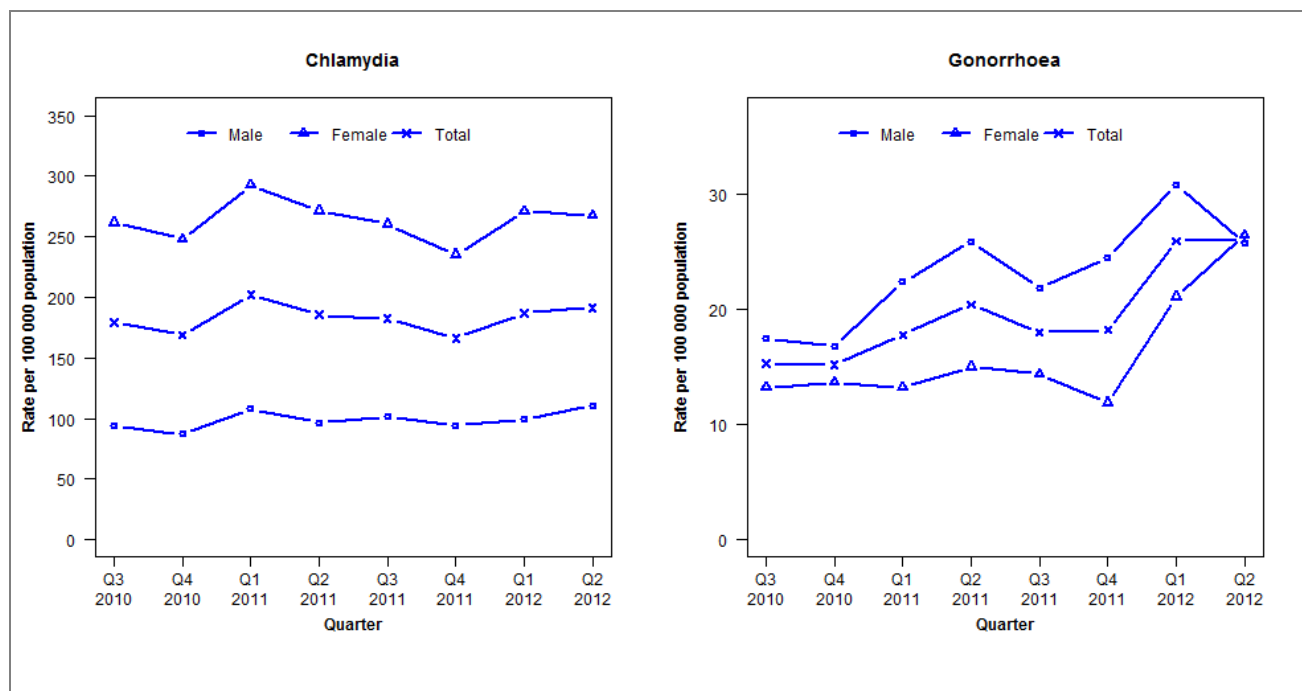 Chlamydia
Rate per 100 000 population
350
300
250
200
150
100
50
0
Male Female Total
Q3 Q4 Q1 Q2 Q3 Q4 Q1 Q2
2010 2010 2011 2011 2011 2011 2012 2012
Quarter
Gonorrhoea
Rate per 100 000 population
30
20
10
0
Male Female Total
Q3 Q4 Q1 Q2 Q3 Q4 Q1 Q2
2010 2010 2011 2011 2011 2011 2012 2012
Quarter